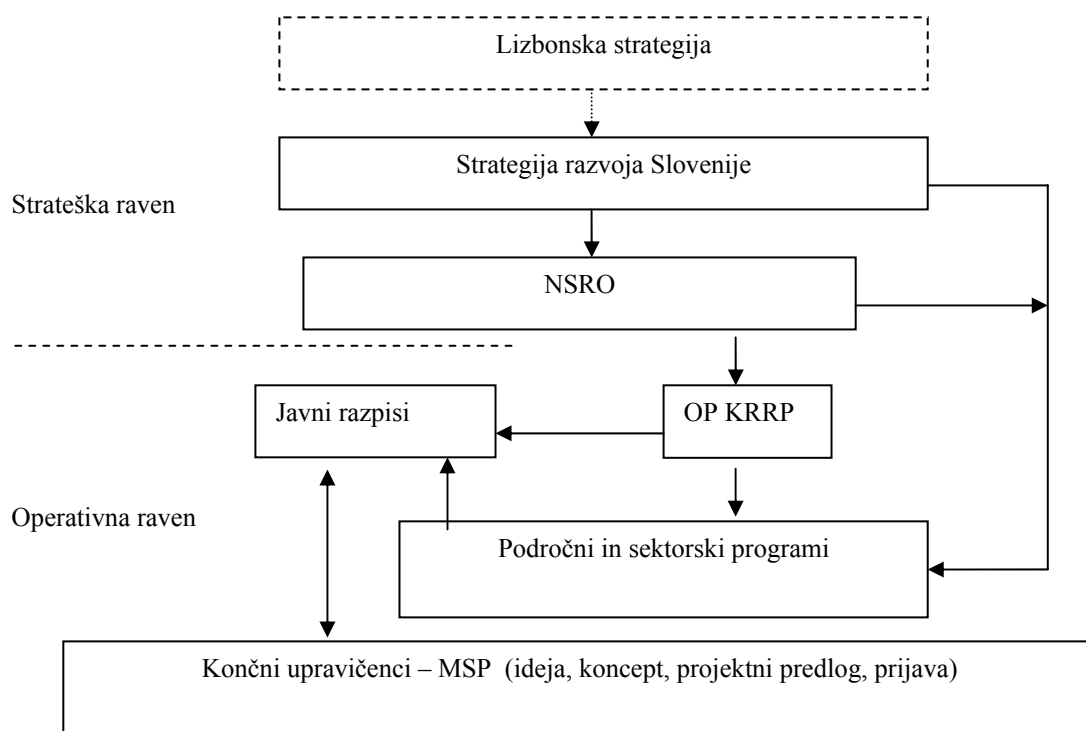 Lizbonska strategija
Strategija razvoja Slovenije
Strateška raven
NSRO
Javni razpisi
OP KRRP
Operativna raven
Področni in sektorski programi
Končni upravičenci – MSP (ideja, koncept, projektni predlog, prijava)